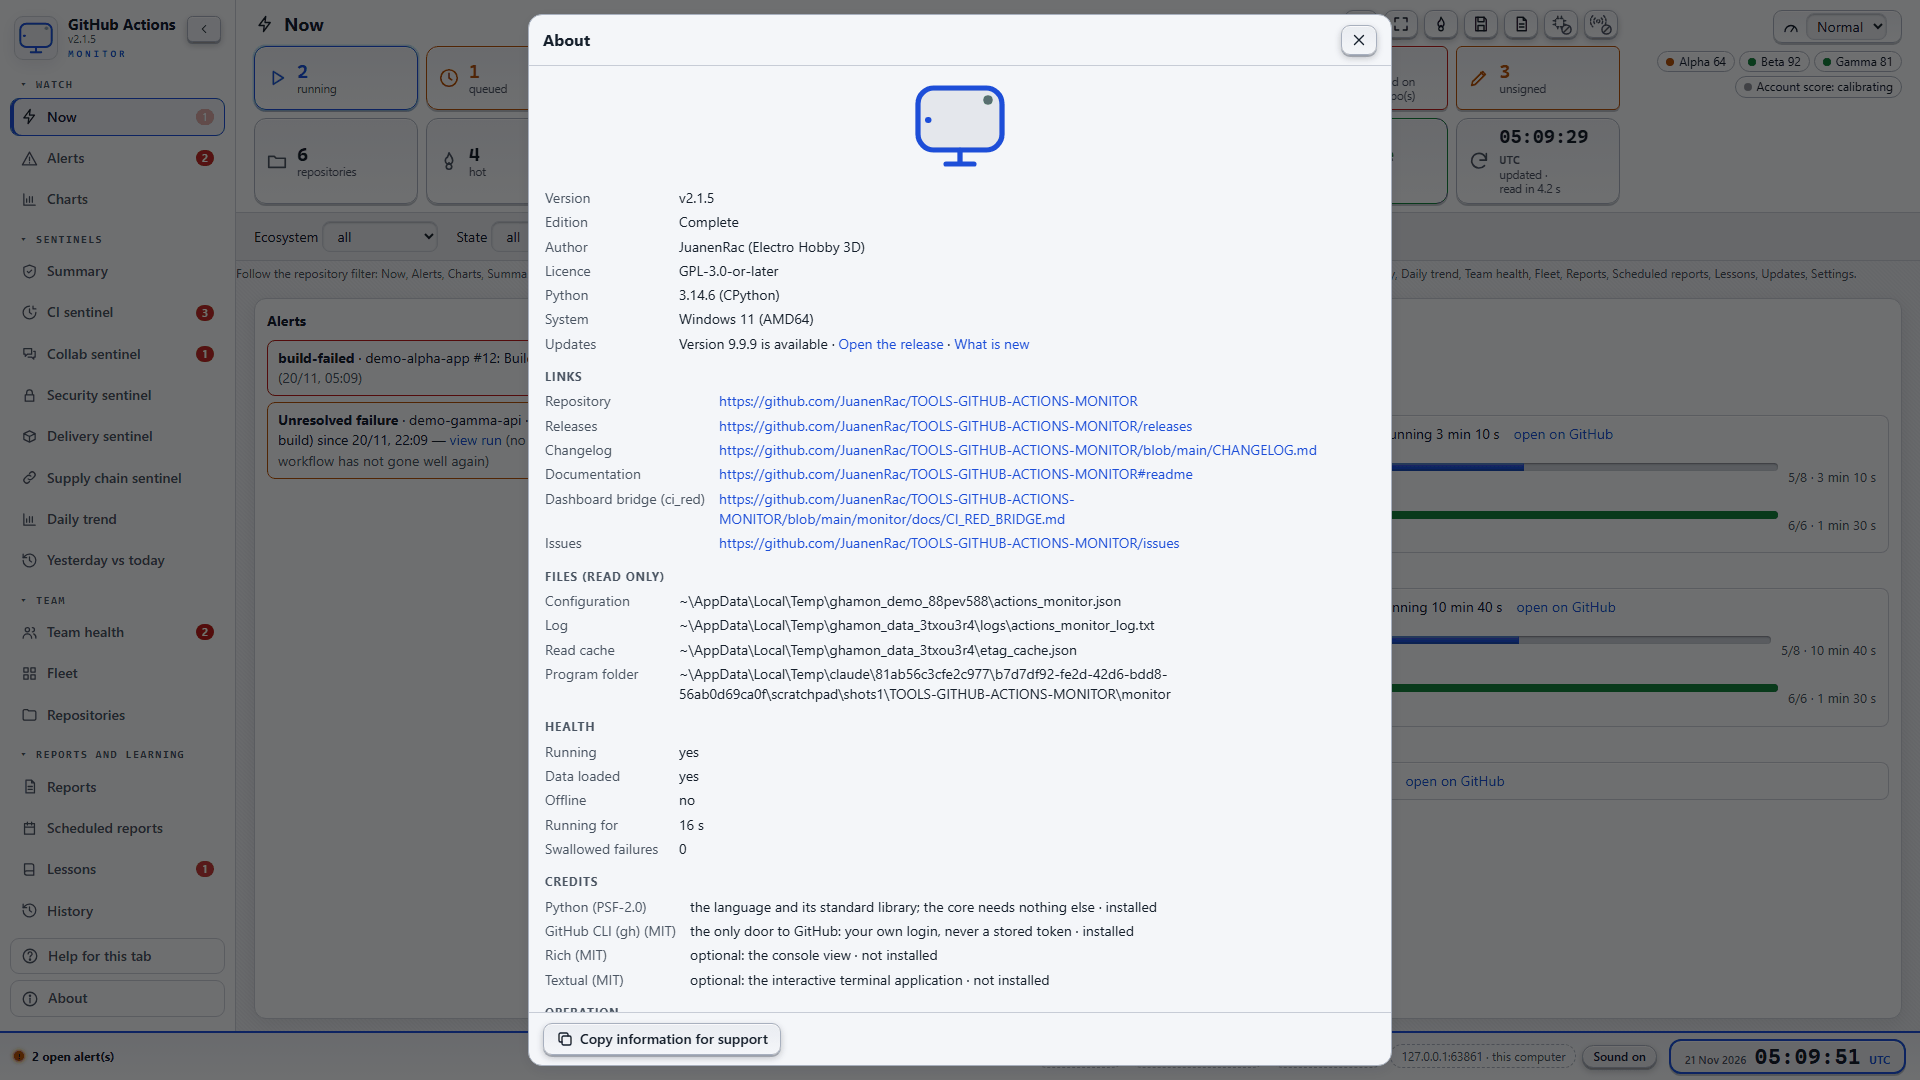 GitHub Actions
v2.1.5
MONITOR
WATCH
Now 1
Alerts 2
Charts
SENTINELS
Summary
CI sentinel 3
Collab sentinel 1
Security sentinel
Delivery sentinel
Supply chain sentinel
Daily trend
Yesterday vs today
TEAM
Team health 2
Fleet
Repositories
REPORTS AND LEARNING
Reports
Scheduled reports
Lessons 1
History
Help for this tab
About
2 open alert(s)
Now
2
running
1
queued
6
repositories
4
hot
Ecosystem all State all
Follow the repository filter: Now, Alerts, Charts, Summa
Alerts
build-failed · demo-alpha-app #12: Buil
(20/11, 05:09)
Unresolved failure · demo-gamma-api ·
build) since 20/11, 22:09 — view run (no
workflow has not gone well again)
About
Version v2.1.5
Edition Complete
Author JuanenRac (Electro Hobby 3D)
Licence GPL-3.0-or-later
Python 3.14.6 (CPython)
System Windows 11 (AMD64)
Updates Version 9.9.9 is available · Open the release · What is new
LINKS
Repository https://github.com/JuanenRac/TOOLS-GITHUB-ACTIONS-MONITOR
Releases https://github.com/JuanenRac/TOOLS-GITHUB-ACTIONS-MONITOR/releases
Changelog https://github.com/JuanenRac/TOOLS-GITHUB-ACTIONS-MONITOR/blob/main/CHANGELOG.md
Documentation https://github.com/JuanenRac/TOOLS-GITHUB-ACTIONS-MONITOR#readme
Dashboard bridge (ci_red) https://github.com/JuanenRac/TOOLS-GITHUB-ACTIONS-
MONITOR/blob/main/monitor/docs/CI_RED_BRIDGE.md
Issues https://github.com/JuanenRac/TOOLS-GITHUB-ACTIONS-MONITOR/issues
FILES (READ ONLY)
Configuration ~\AppData\Local\Temp\ghamon_demo_88pev588\actions_monitor.json
Log ~\AppData\Local\Temp\ghamon_data_3txou3r4\logs\actions_monitor_log.txt
Read cache ~\AppData\Local\Temp\ghamon_data_3txou3r4\etag_cache.json
Program folder ~\AppData\Local\Temp\claude\81ab56c3cfe2c977\b7d7df92-fe2d-42d6-bdd8-
56ab0d69ca0f\scratchpad\shots1\TOOLS-GITHUB-ACTIONS-MONITOR\monitor
HEALTH
Running yes
Data loaded yes
Offline no
Running for 16 s
Swallowed failures 0
CREDITS
Python (PSF-2.0) the language and its standard library; the core needs nothing else · installed
GitHub CLI (gh) (MIT) the only door to GitHub: your own login, never a stored token · installed
Rich (MIT) optional: the console view · not installed
Textual (MIT) optional: the interactive terminal application · not installed
OPERATION
Copy information for support
Normal
3
unsigned
Alpha 64 Beta 92 Gamma 81
Account score: calibrating
05:09:29
UTC
updated ·
read in 4.2 s
, Daily trend, Team health, Fleet, Reports, Scheduled reports, Lessons, Updates, Settings.
unning 3 min 10 s open on GitHub
5/8 · 3 min 10 s
6/6 · 1 min 30 s
nning 10 min 40 s open on GitHub
5/8 · 10 min 40 s
6/6 · 1 min 30 s
open on GitHub
127.0.0.1:63861 · this computer
Sound on
21 Nov 2026 05:09:51 UTC